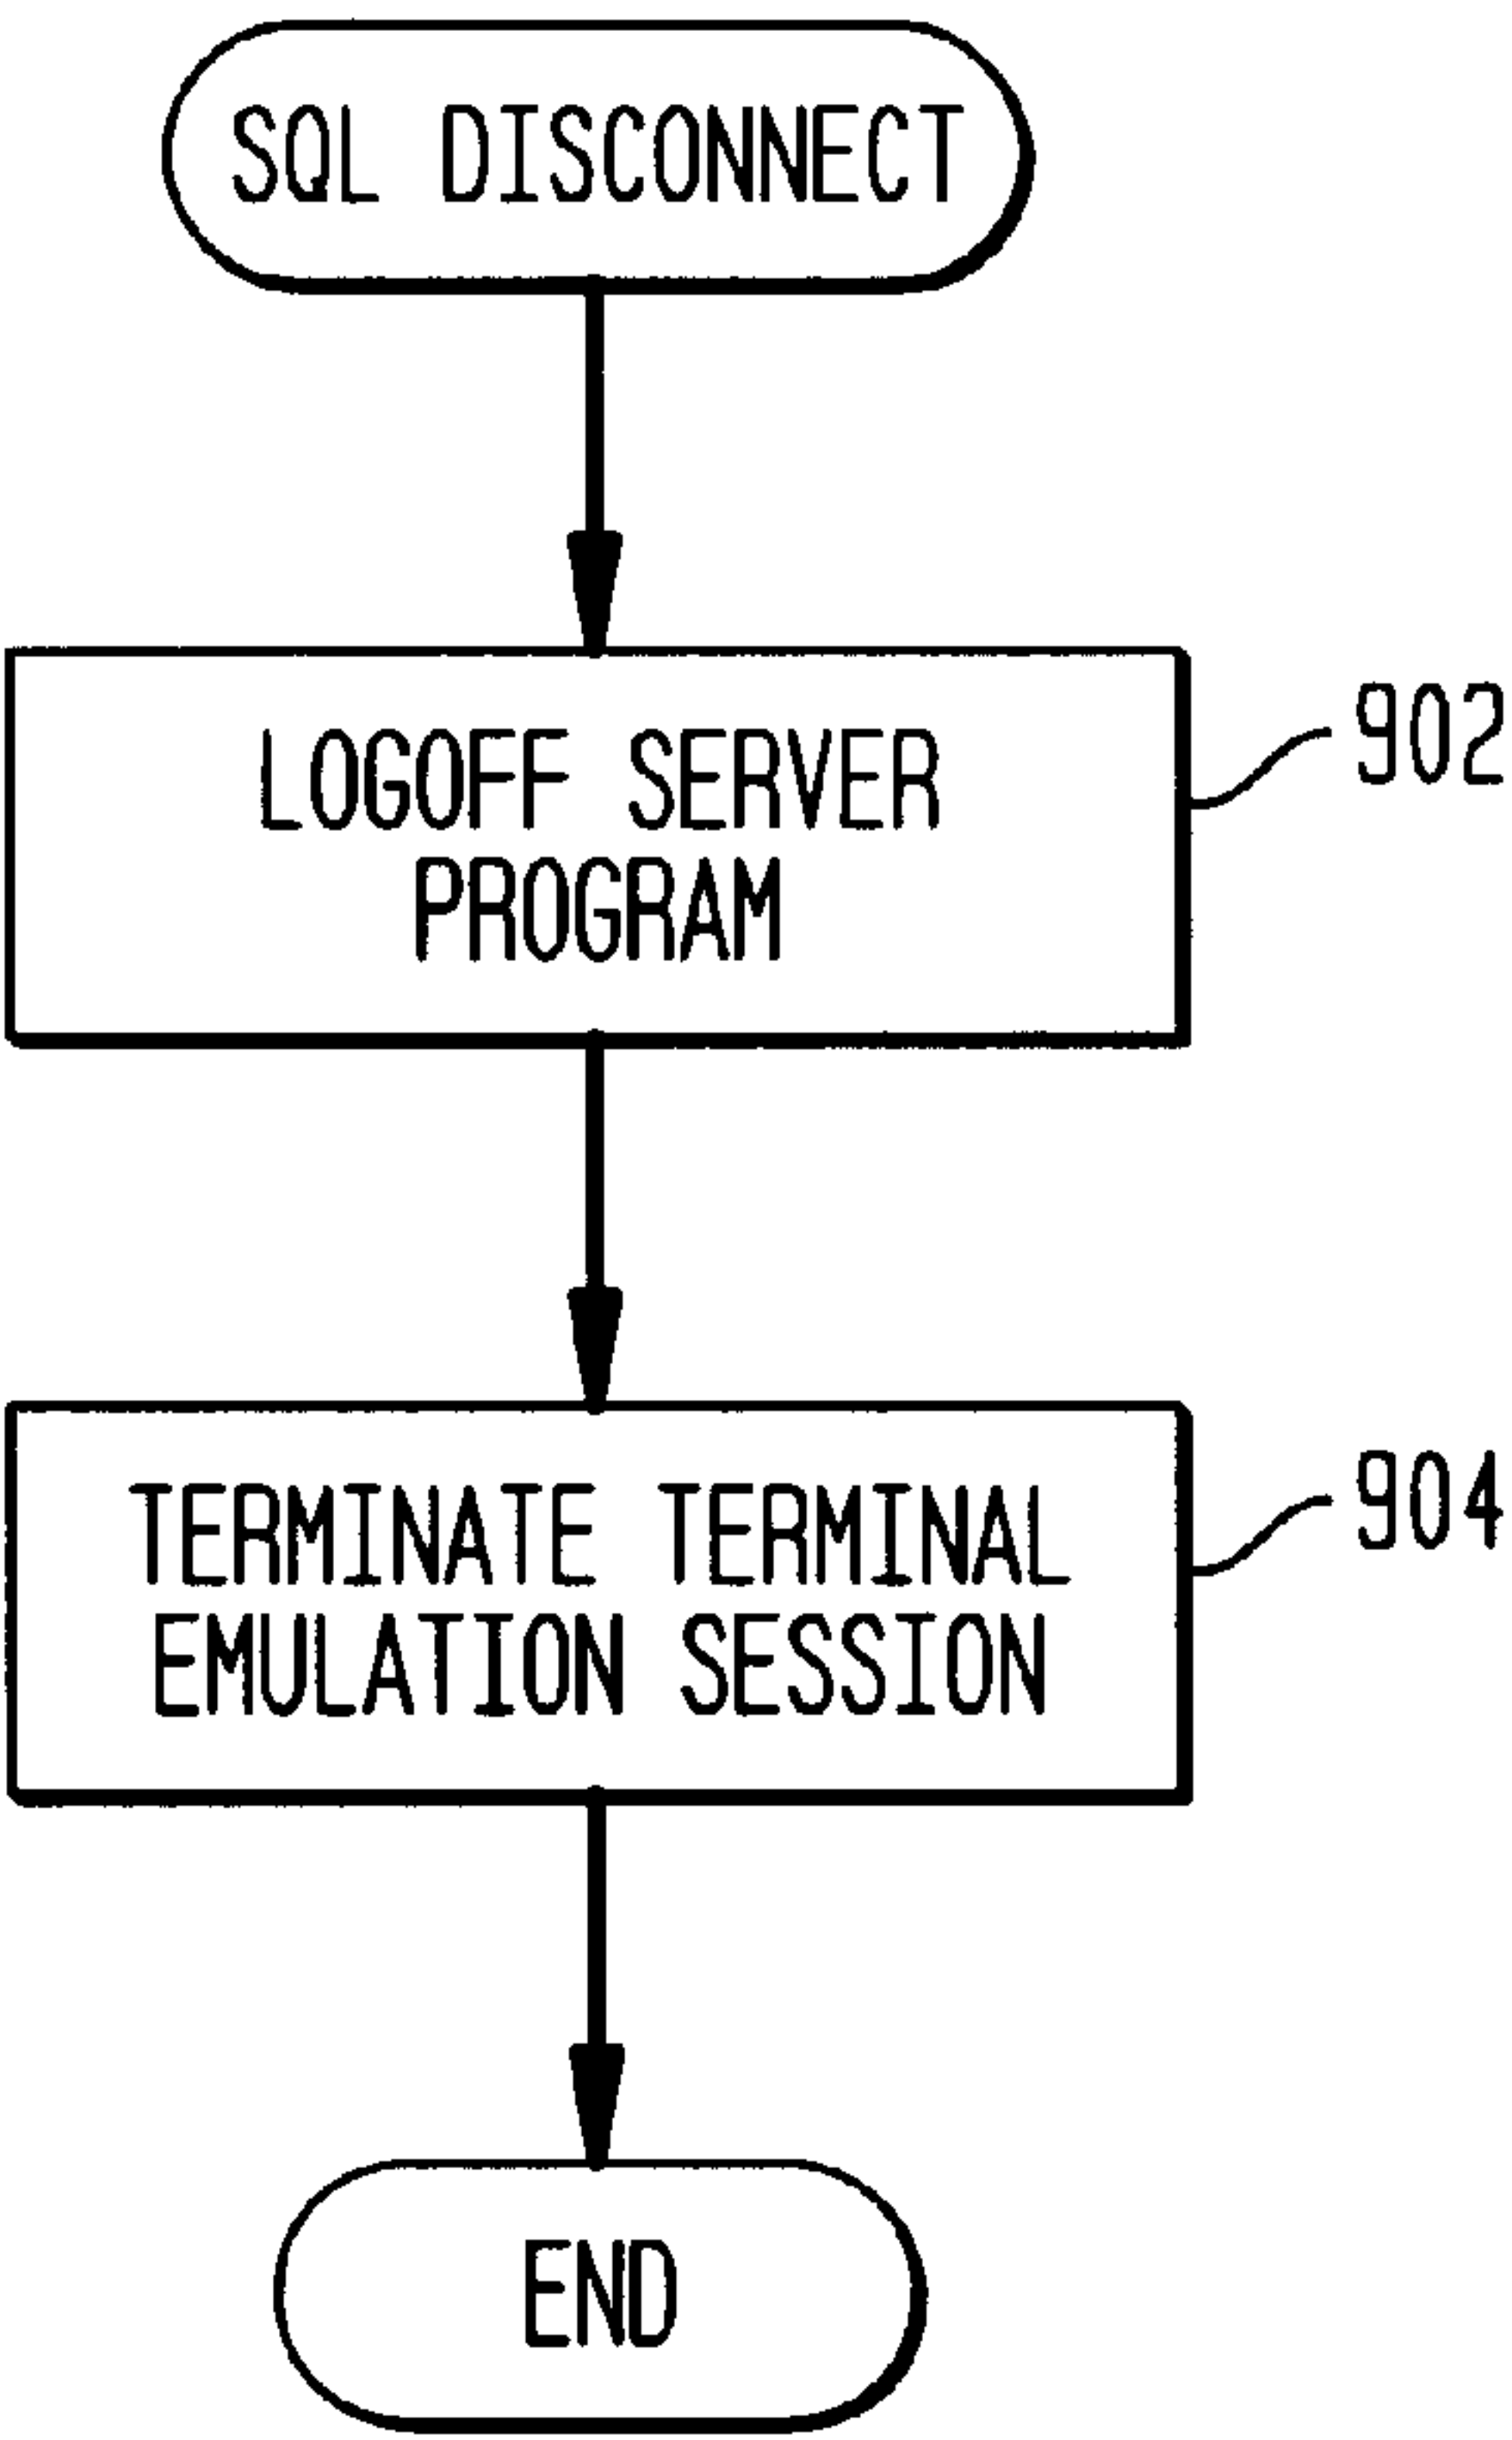 SQL DISCONNECT
LOGOFF SERVER
PROGRAM
902
TERMINATE TERMINAL
EMULATION SESSION
904
END